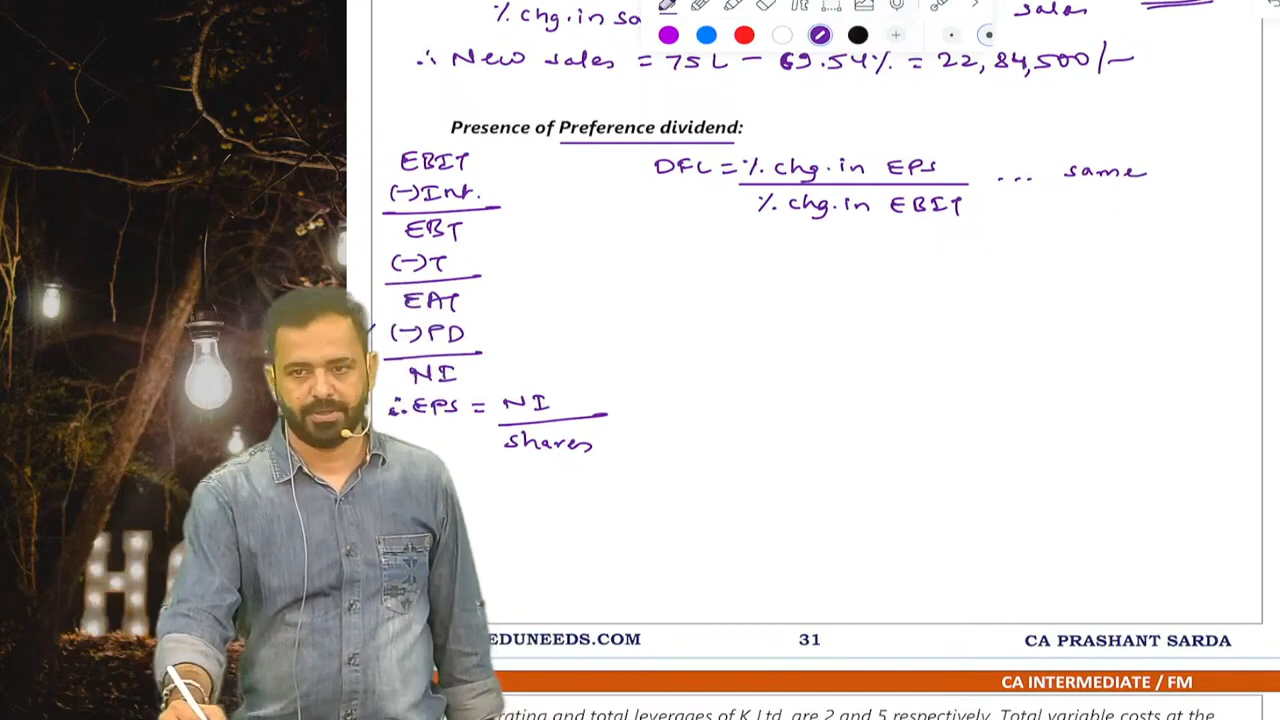 % chg.in sa
sales
∴ New sales = 75L - 69.54% = 22,84,500/-
Presence of Preference dividend:
EBIT
(-)Int.
EBT
(-)T
EAT
(-)PD
NI
∴ EPS = NI
shares
DFL = % chg.in EPS ... same
% chg.in EBIT
EDUNEEDS.COM 31 CA PRASHANT SARDA
CA INTERMEDIATE / FM
rating and total leverages of K Ltd. are 2 and 5 respectively. Total variable costs at the